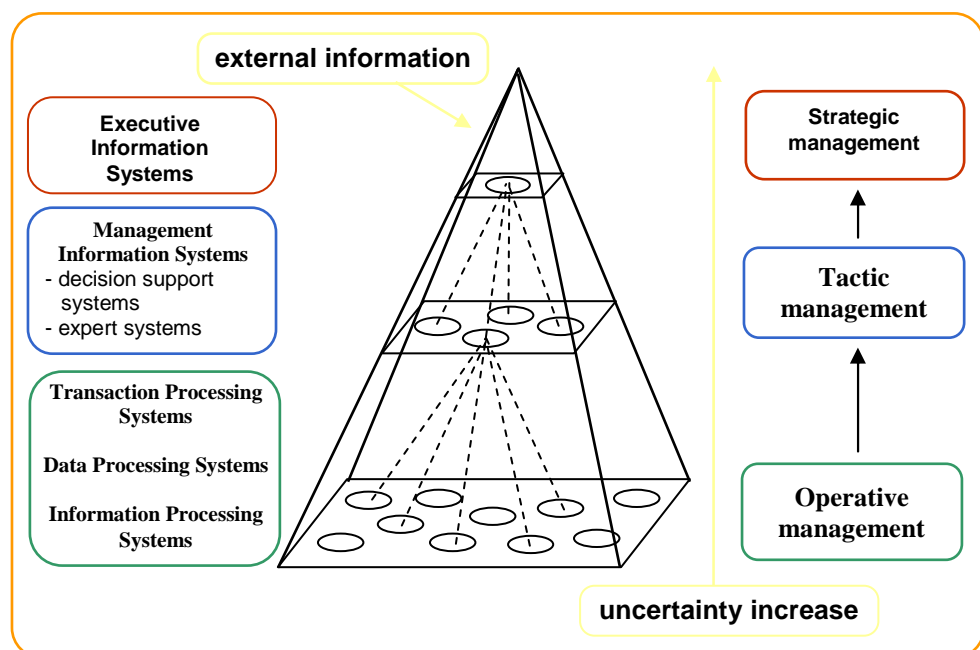 external information
Executive
Information
Systems
Management
Information Systems
- decision support
systems
- expert systems
Transaction Processing
Systems
Data Processing Systems
Information Processing
Systems
Strategic
management
Tactic
management
Operative
management
uncertainty increase